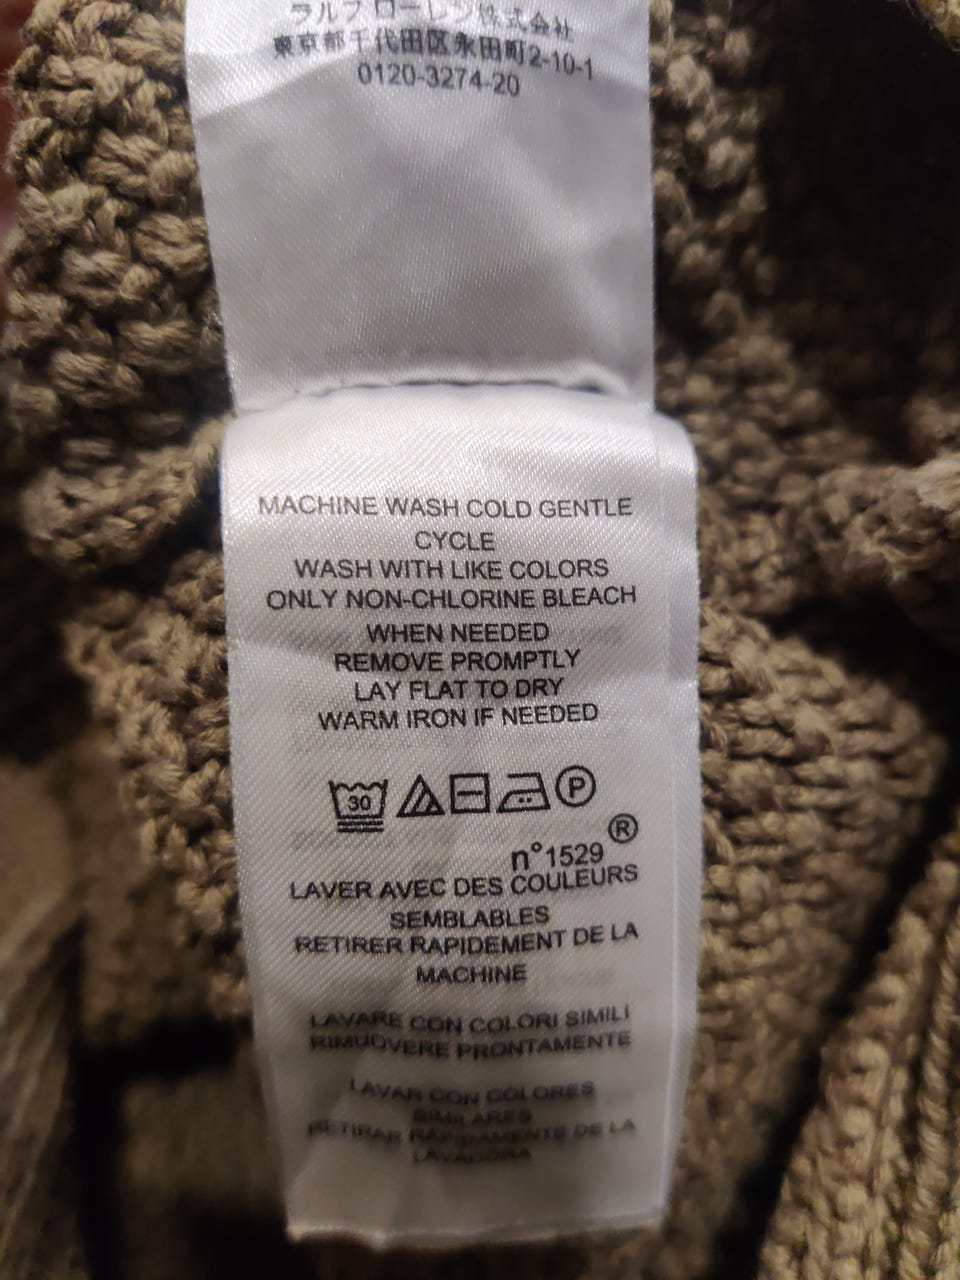 ラルフ ローレン株式会社
東京都千代田区永田町2-10-1
0120-3274-20
MACHINE WASH COLD GENTLE
CYCLE
WASH WITH LIKE COLORS
ONLY NON-CHLORINE BLEACH
WHEN NEEDED
REMOVE PROMPTLY
LAY FLAT TO DRY
WARM IRON IF NEEDED
30 P
®
n°1529
LAVER AVEC DES COULEURS
SEMBLABLES
RETIRER RAPIDEMENT DE LA
MACHINE
LAVARE CON COLORI SIMILI
RIMUOVERE PRONTAMENTE
LAVAR CON COLORES
SIMILARES
RETIRAR RAPIDAMENTE DE LA
LAVADORA